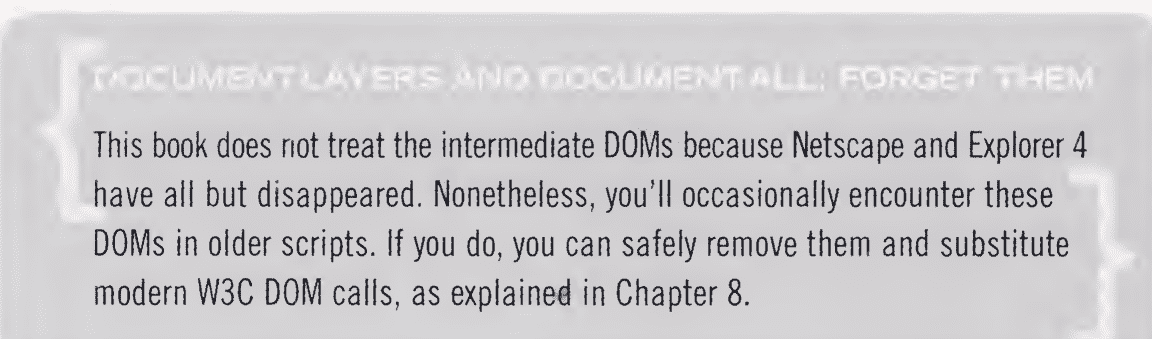 DOCUMENT.LAYERS AND DOCUMENT.ALL: FORGET THEM
This book does not treat the intermediate DOMs because Netscape and Explorer 4
have all but disappeared. Nonetheless, you'll occasionally encounter these
DOMs in older scripts. If you do, you can safely remove them and substitute
modern W3C DOM calls, as explained in Chapter 8.